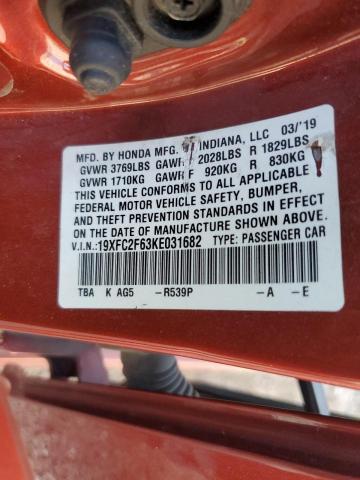 MFD. BY HONDA MFG. INDIANA, LLC 03/'19
GVWR 3769LBS GAWR F 2028LBS R 1829LBS
GVWR 1710KG GAWR F 920KG R 830KG
THIS VEHICLE CONFORMS TO ALL APPLICABLE
FEDERAL MOTOR VEHICLE SAFETY, BUMPER,
AND THEFT PREVENTION STANDARDS IN EFFECT
ON THE DATE OF MANUFACTURE SHOWN ABOVE.
V.I.N.: 19XFC2F63KE031682 TYPE: PASSENGER CAR
TBA K AG5 -R539P -A -E